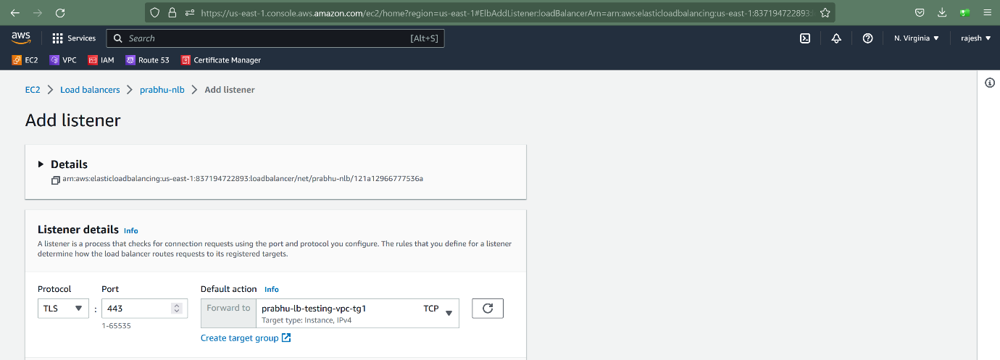 https://us-east-1.console.aws.amazon.com/ec2/home?region=us-east-1#ElbAddListener:loadBalancerArn=arn:aws:elasticloadbalancing:us-east-1:837194722893:
aws Services Search [Alt+S] N. Virginia rajesh
EC2 VPC IAM Route 53 Certificate Manager
EC2 Load balancers prabhu-nlb Add listener
Add listener
Details
arn:aws:elasticloadbalancing:us-east-1:837194722893:loadbalancer/net/prabhu-nlb/121a12966777536a
Listener details Info
A listener is a process that checks for connection requests using the port and protocol you configure. The rules that you define for a listener
determine how the load balancer routes requests to its registered targets.
Protocol Port Default action Info
TLS : 443 Forward to prabhu-lb-testing-vpc-tg1 TCP
Target type: Instance, IPv4
1-65535
Create target group